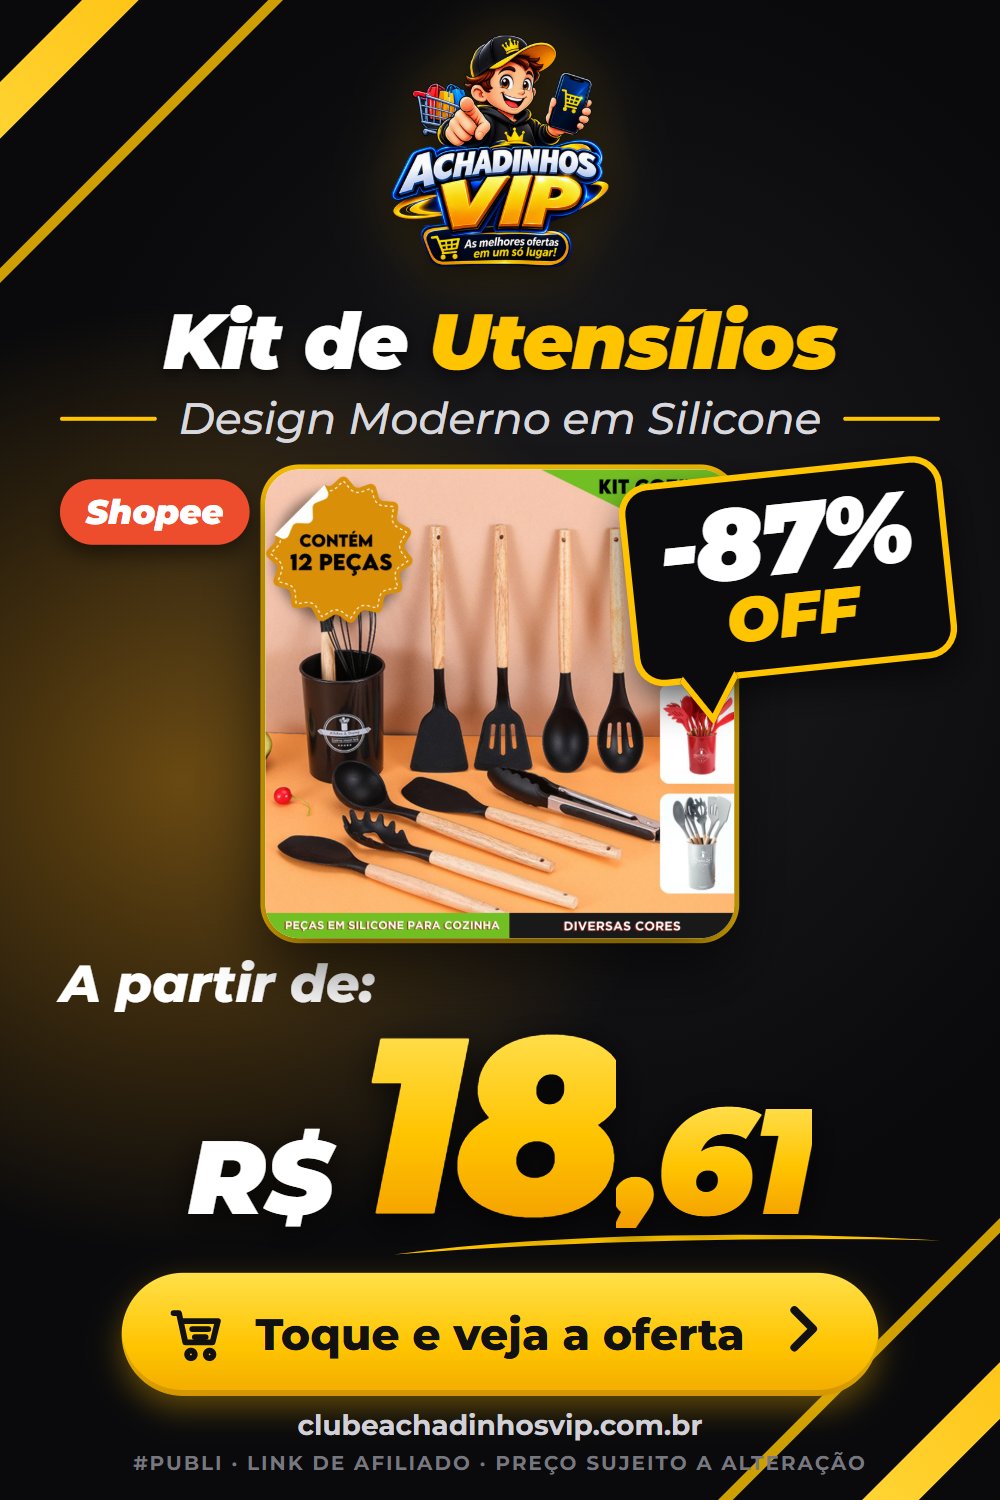 ACHADINHOS
VIP
As melhores ofertas
em um só lugar!
Kit de Utensílios
Design Moderno em Silicone
Shopee
CONTÉM
12 PEÇAS
KIT
-87%
OFF
PEÇAS EM SILICONE PARA COZINHA
DIVERSAS CORES
A partir de:
R$ 18,61
Toque e veja a oferta
clubeachadinhosvip.com.br
#PUBLI · LINK DE AFILIADO · PREÇO SUJEITO A ALTERAÇÃO